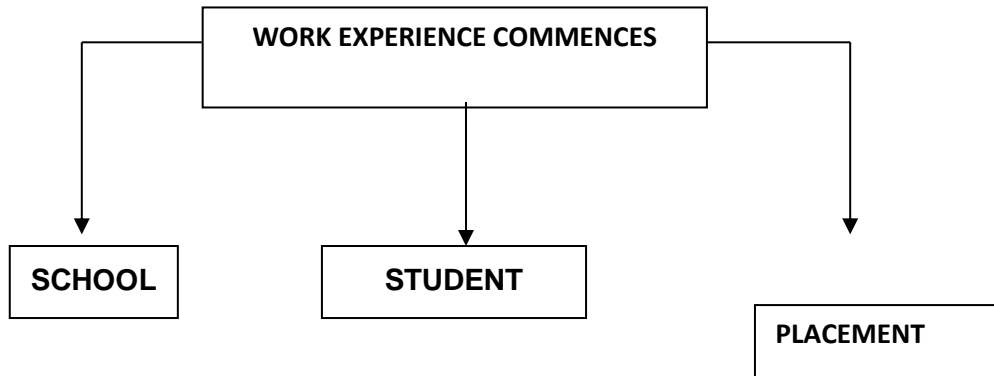 WORK EXPERIENCE COMMENCES
SCHOOL
STUDENT
PLACEMENT